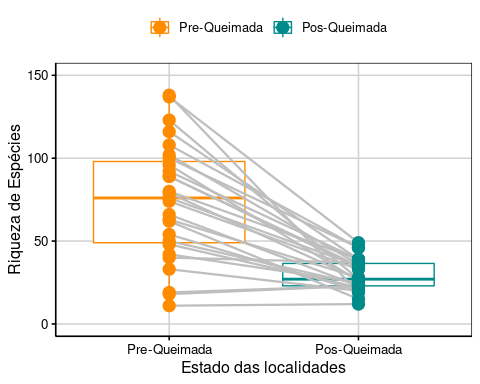 Pre-Queimada Pos-Queimada
150
100
50
0
Riqueza de Espécies
Pre-Queimada Pos-Queimada
Estado das localidades